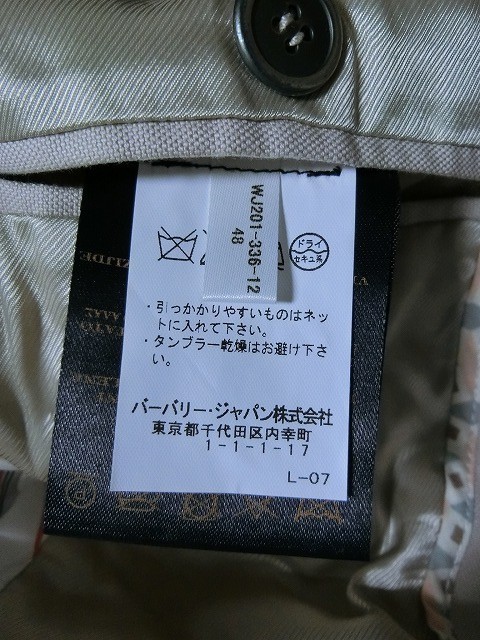 WJ201-336-12
48
ドライ
セキユ系
・引っかかりやすいものはネッ
トに入れて下さい。
・タンブラー乾燥はお避け下さ
い。
バーバリー・ジャパン株式会社
東京都千代田区内幸町
1-1-1-17
L-07